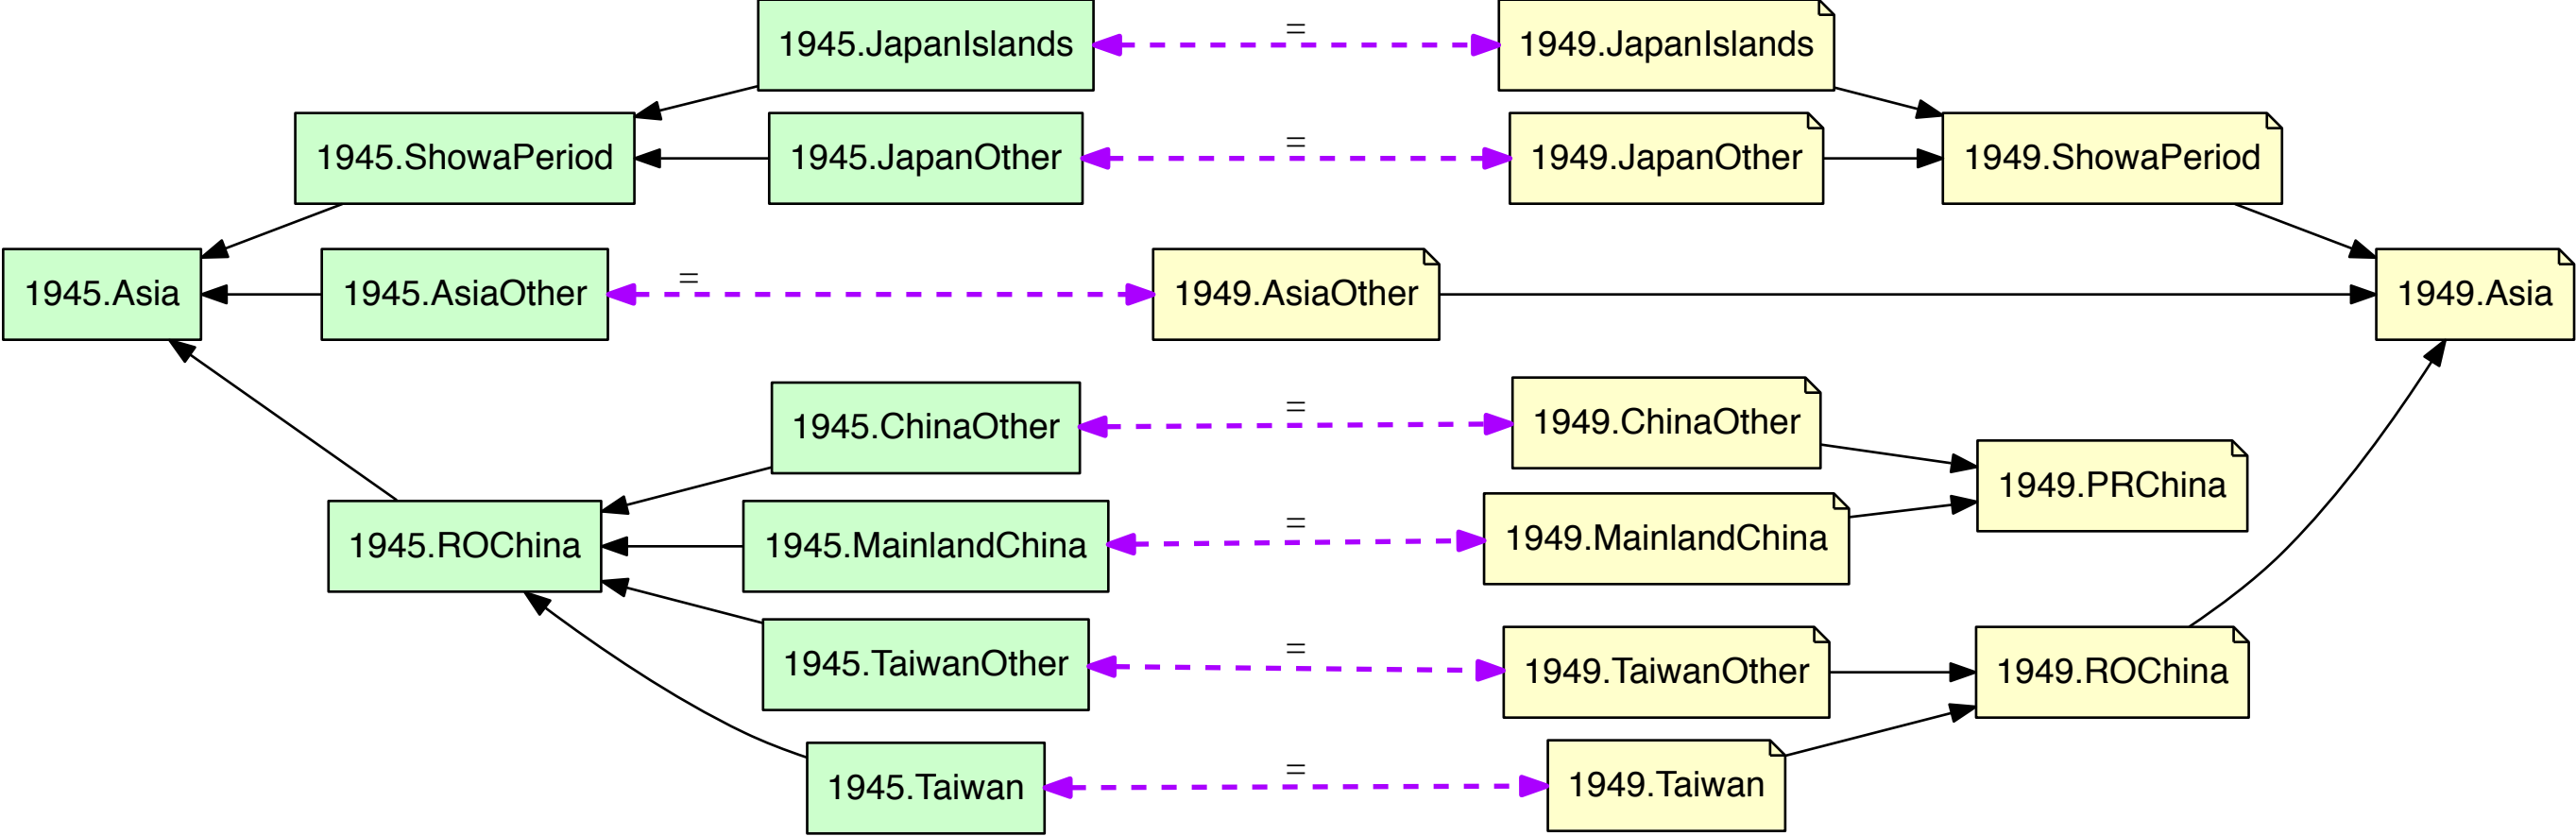 1945.JapanIslands
=
1949.JapanIslands
1945.ShowaPeriod
1945.JapanOther
=
1949.JapanOther
1949.ShowaPeriod
1945.Asia
1945.AsiaOther
=
1949.AsiaOther
1949.Asia
1945.ChinaOther
=
1949.ChinaOther
1949.PRChina
1945.ROChina
1945.MainlandChina
=
1949.MainlandChina
1945.TaiwanOther
=
1949.TaiwanOther
1949.ROChina
1945.Taiwan
=
1949.Taiwan